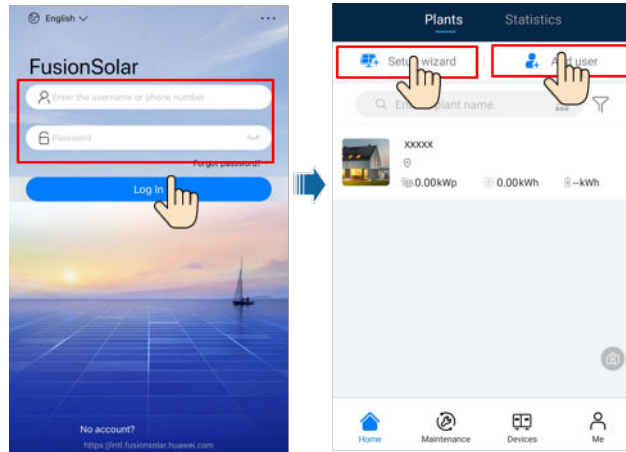 English
FusionSolar
Enter the username or phone number
Password
Forgot password?
Log In
No account?
https://intl.fusionsolar.huawei.com
Plants Statistics
wizard
user
plant name
xxxxx
0.00kWp 0.00kWh --kWh
Home Maintenance Devices Me